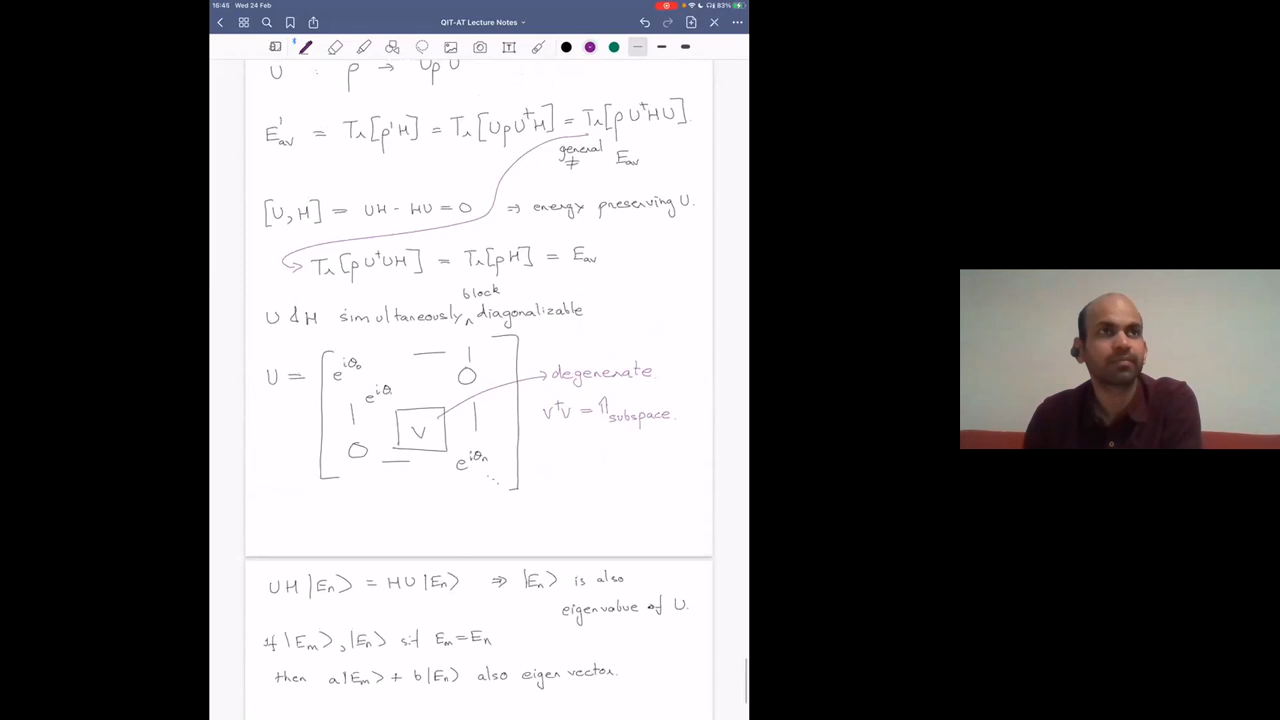 16:45 Wed 24 Feb
83%
QIT-AT Lecture Notes
U : ρ → UρU
E'av = Tr[ρ'H] = Tr[UρU†H] = Tr[ρU†HU].
general
≠ Eav
[U,H] = UH - HU = 0 ⇒ energy preserving U.
Tr[ρU†UH] = Tr[ρH] = Eav
block
U & H simultaneously ∧ diagonalizable
U =
e^{iθ₀}
0
e^{iθ₁}
V
0
e^{iθn}
degenerate.
V†V = 𝟙subspace.
UH|En⟩ = HU|En⟩ ⇒ |En⟩ is also
eigenvalue of U.
If |Em⟩, |En⟩ s.t Em = En
then a|Em⟩ + b|En⟩ also eigen vector.